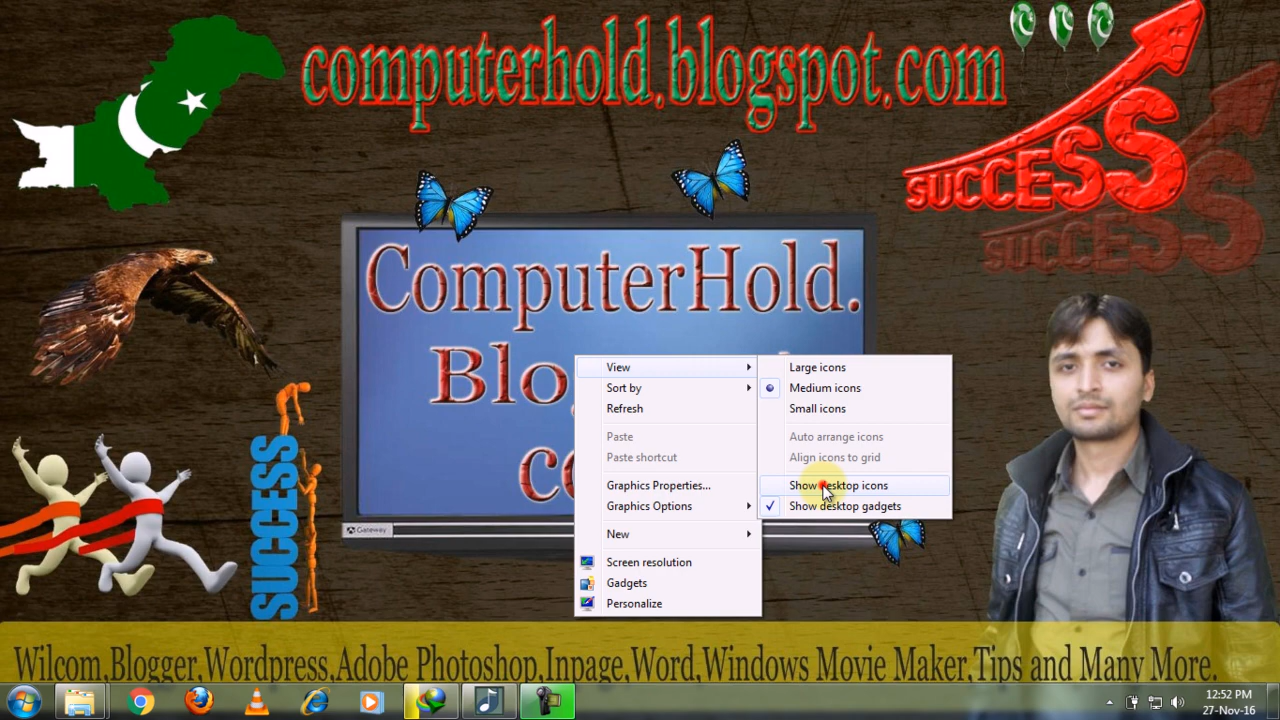 computerhold.blogspot.com
SUCCESS
SUCCESS
ComputerHold.
Blo
co
Gateway
SUCCESS
View
Sort by
Refresh
Paste
Paste shortcut
Graphics Properties...
Graphics Options
New
Screen resolution
Gadgets
Personalize
Large icons
Medium icons
Small icons
Auto arrange icons
Align icons to grid
Show desktop icons
Show desktop gadgets
Wilcom,Blogger,Wordpress,Adobe Photoshop,Inpage,Word,Windows Movie Maker,Tips and Many More.
12:52 PM
27-Nov-16